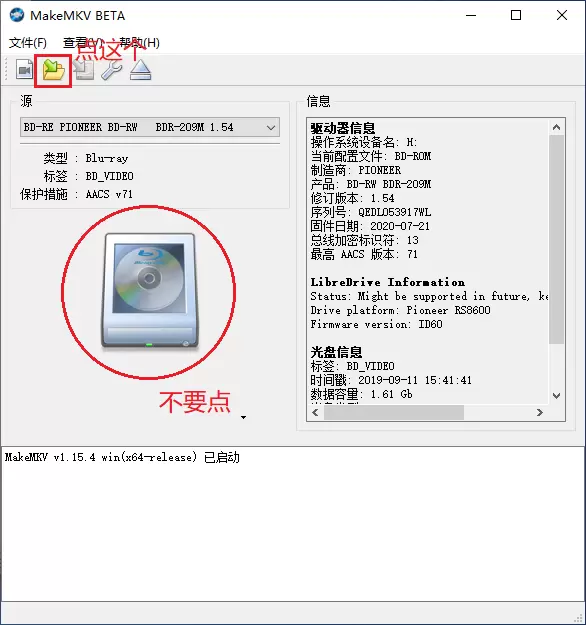 MakeMKV BETA
文件(F) 查看(V) 帮助(H)
点这个
源
BD-RE PIONEER BD-RW BDR-209M 1.54
类型 : Blu-ray
标签 : BD_VIDEO
保护措施 : AACS v71
不要点
信息
驱动器信息
操作系统设备名: H:
当前配置文件: BD-ROM
制造商: PIONEER
产品: BD-RW BDR-209M
修订版本: 1.54
序列号: QEDL053917WL
固件日期: 2020-07-21
总线加密标识符: 13
最高 AACS 版本: 71
LibreDrive Information
Status: Might be supported in future, ke
Drive platform: Pioneer RS8600
Firmware version: ID60
光盘信息
标签: BD_VIDEO
时间戳: 2019-09-11 15:41:41
数据容量: 1.61 Gb
MakeMKV v1.15.4 win(x64-release) 已启动